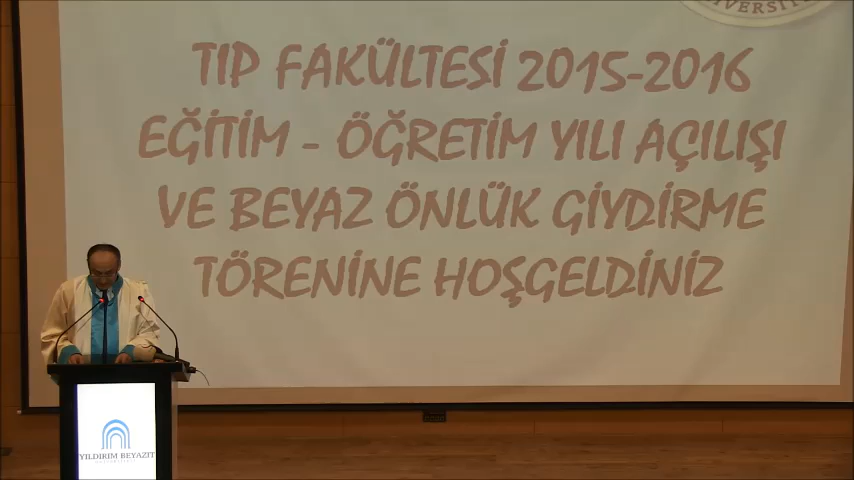 TIP FAKÜLTESİ 2015-2016
EĞİTİM - ÖĞRETİM YILI AÇILIŞI
VE BEYAZ ÖNLÜK GİYDİRME
TÖRENİNE HOŞGELDİNİZ
YILDIRIM BEYAZIT